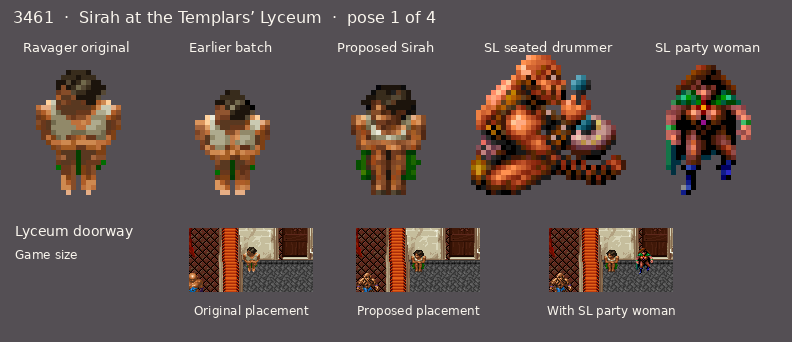 3461 · Sirah at the Templars’ Lyceum · pose 1 of 4
Ravager original
Earlier batch
Proposed Sirah
SL seated drummer
SL party woman
Lyceum doorway
Game size
Original placement
Proposed placement
With SL party woman